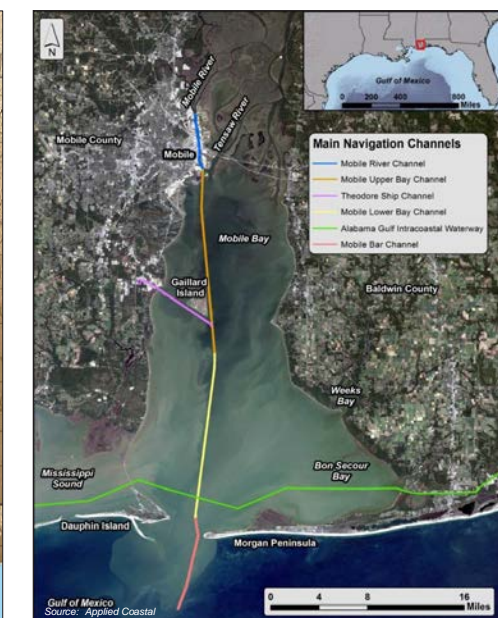 N
Gulf of Mexico
0 200 400 800
Miles
Mobile River
Tensaw River
Mobile County
Mobile
Main Navigation Channels
Mobile River Channel
Mobile Upper Bay Channel
Theodore Ship Channel
Mobile Lower Bay Channel
Alabama Gulf Intracoastal Waterway
Mobile Bar Channel
Mobile Bay
Gaillard
Island
Baldwin County
Weeks
Bay
Mississippi
Sound
Bon Secour
Bay
Dauphin Island
Morgan Peninsula
Gulf of Mexico
Source: Applied Coastal
0 4 8 16
Miles